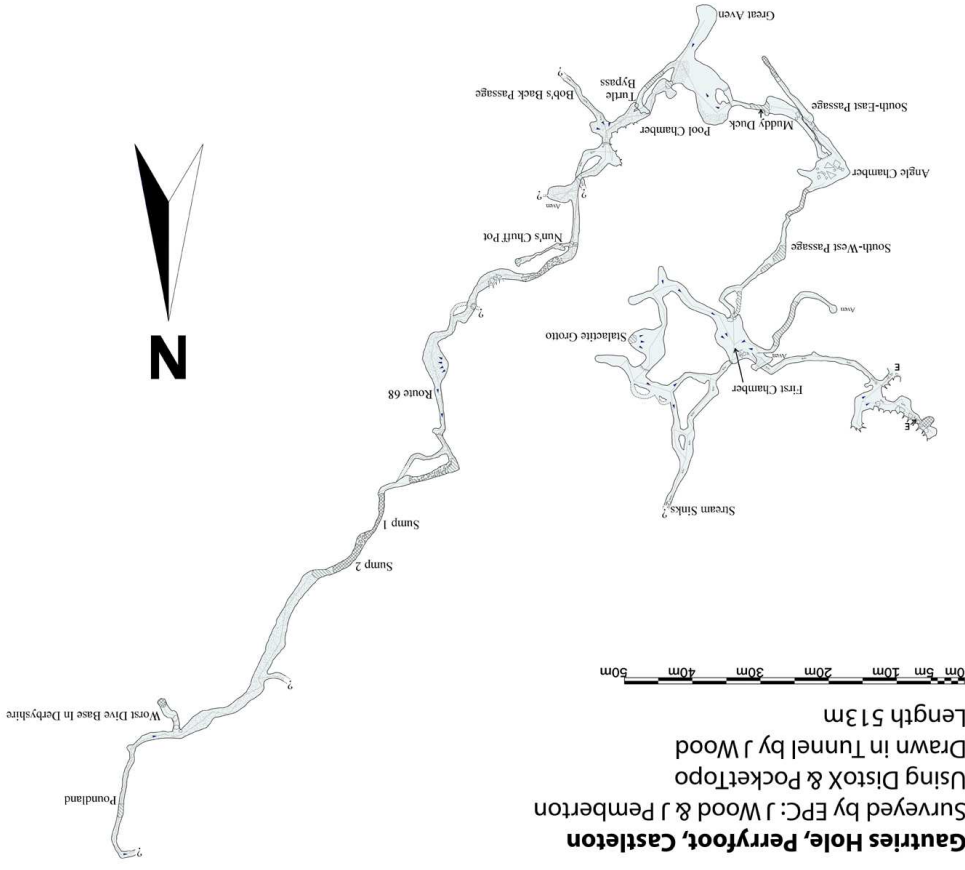 Gautries Hole, Perryfoot, Castleton
Surveyed by EPC: J Wood & J Pemberton
Using DistoX & PocketTopo
Drawn in Tunnel by J Wood
Length 513m
0m 5m 10m 20m 30m 40m 50m
?
Poundland
Worst Dive Base In Derbyshire
?
Sump 2
Sump 1
Stream Sinks
?
E
E
First Chamber
Route 68
Aven
N
Stalactite Grotto
Aven
?
South-West Passage
Nun's Chuff Pot
Aven
?
?
Angle Chamber
Pool Chamber
Muddy Duck
South-East Passage
Bob's Back Passage
Turtle
Bypass
?
Great Aven